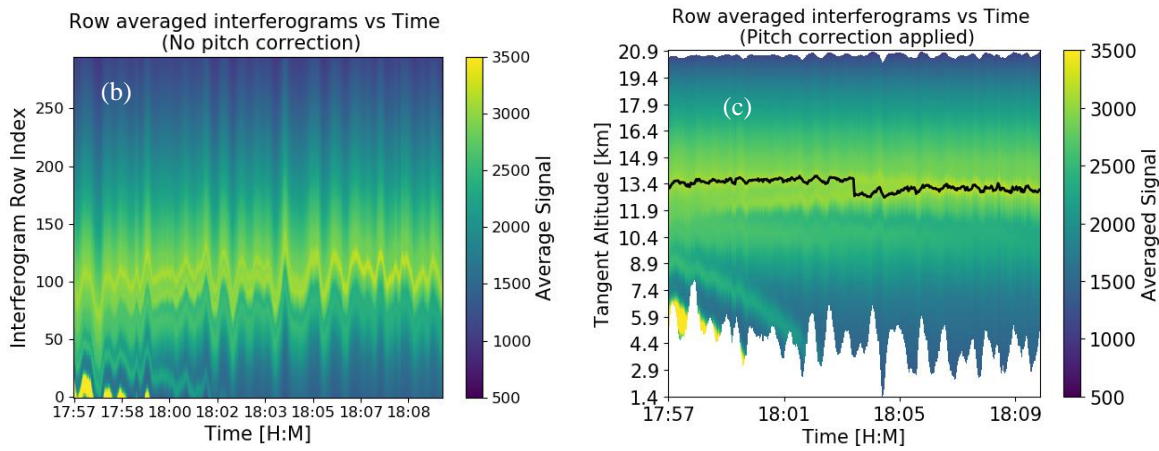 Row averaged interferograms vs Time
(No pitch correction)
(b)
Interferogram Row Index
250
200
150
100
50
0
17:57 17:58 18:00 18:02 18:03 18:05 18:07 18:08
Time [H:M]
3500
3000
2500
2000
1500
1000
500
Average Signal
Row averaged interferograms vs Time
(Pitch correction applied)
(c)
Tangent Altitude [km]
20.9
19.4
17.9
16.4
14.9
13.4
11.9
10.4
8.9
7.4
5.9
4.4
2.9
1.4
17:57 18:01 18:05 18:09
Time [H:M]
3500
3000
2500
2000
1500
1000
500
Averaged Signal